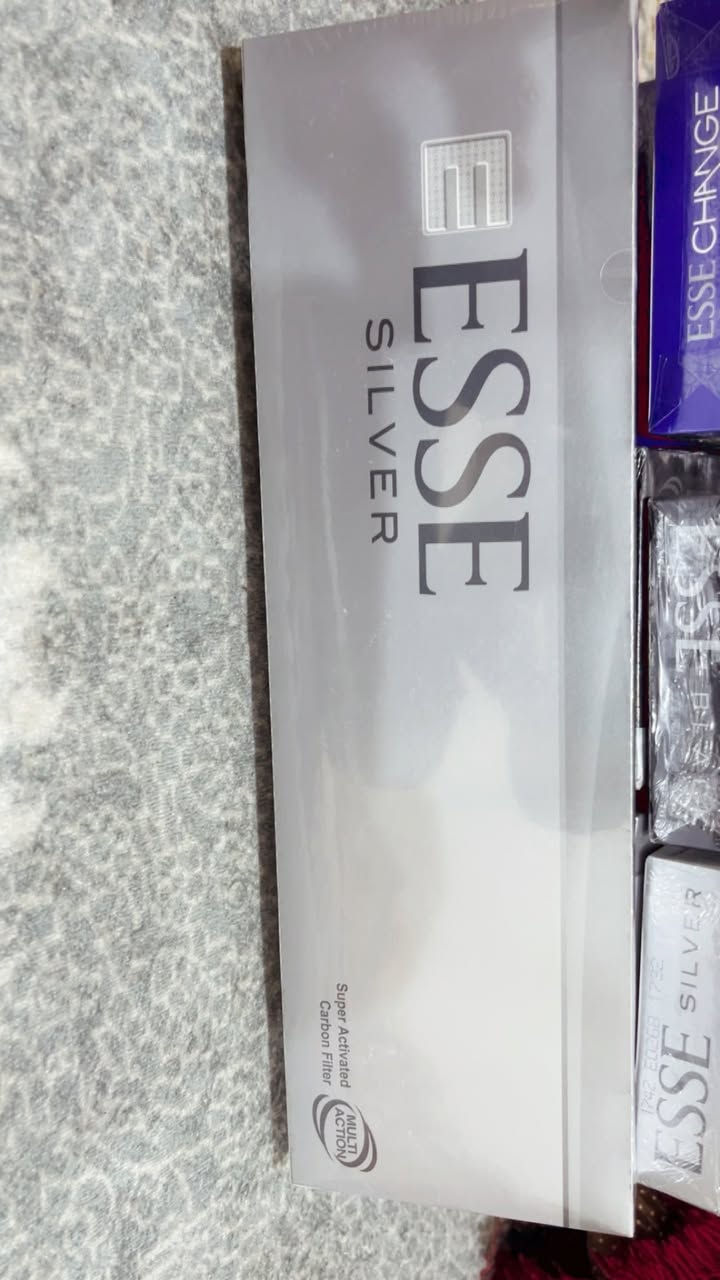 E
ESSE
SILVER
Super Activated
Carbon Filter
MULTI
ACTION
ESSE CHANGE
ESSE
SILVER